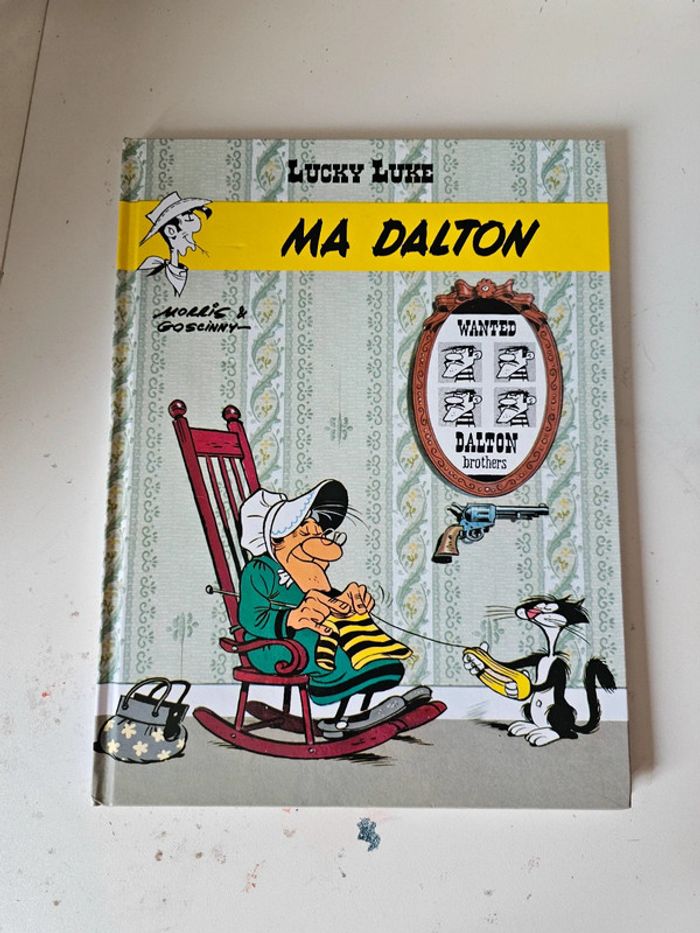 LUCKY LUKE
MA DALTON
MORRIS &
GOSCINNY
WANTED
DALTON
brothers